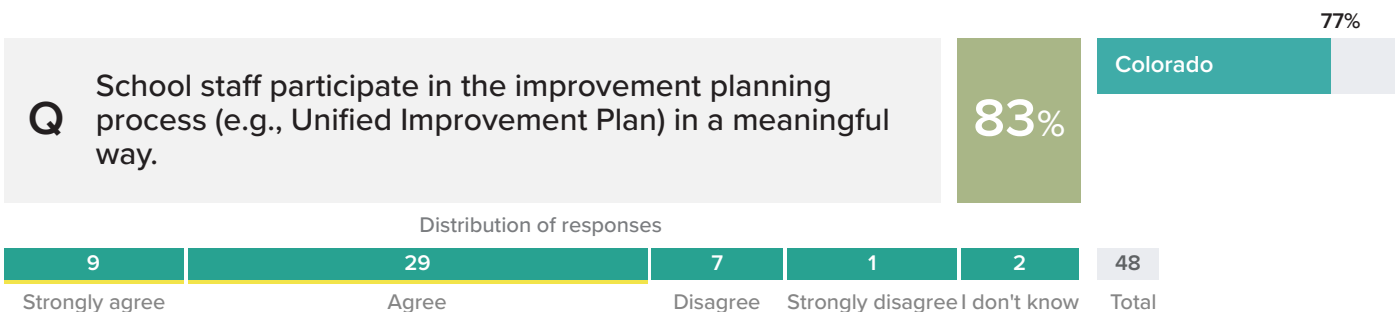 77%
Q
School staff participate in the improvement planning
process (e.g., Unified Improvement Plan) in a meaningful
way.
83%
Colorado
Distribution of responses
9 29 7 1 2 48
Strongly agree Agree Disagree Strongly disagree I don't know Total